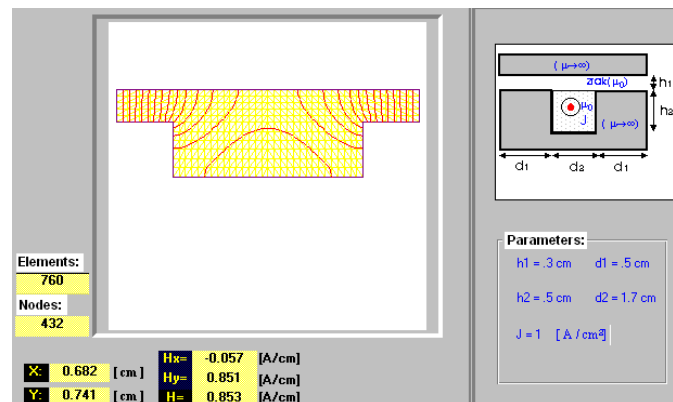 ( μ→∞)
zrak(μ₀)
h1
μ₀
J
h2
( μ→∞)
d1
d2
d1
Elements:
760
Nodes:
432
X: 0.682 [cm]
Y: 0.741 [cm]
Hx= -0.057 [A/cm]
Hy= 0.851 [A/cm]
H= 0.853 [A/cm]
Parameters:
h1 = .3 cm d1 = .5 cm
h2 = .5 cm d2 = 1.7 cm
J = 1 [A / cm²]